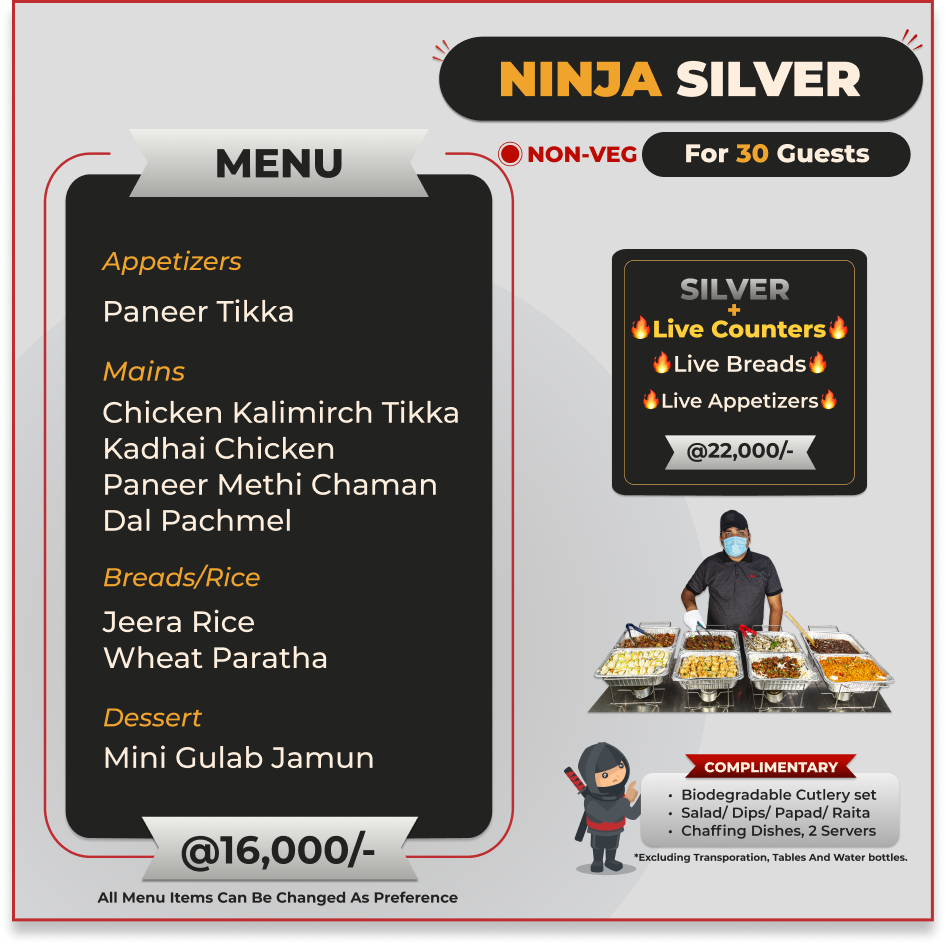 NINJA SILVER
NON-VEG
For 30 Guests
MENU
Appetizers
Paneer Tikka
Mains
Chicken Kalimirch Tikka
Kadhai Chicken
Paneer Methi Chaman
Dal Pachmel
Breads/Rice
Jeera Rice
Wheat Paratha
Dessert
Mini Gulab Jamun
@16,000/-
All Menu Items Can Be Changed As Preference
SILVER
+
🔥Live Counters🔥
🔥Live Breads🔥
🔥Live Appetizers🔥
@22,000/-
COMPLIMENTARY
• Biodegradable Cutlery set
• Salad/ Dips/ Papad/ Raita
• Chaffing Dishes, 2 Servers
*Excluding Transporation, Tables And Water bottles.